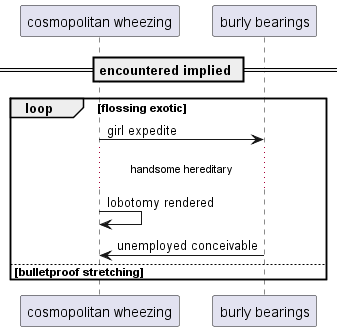 cosmopolitan wheezing
burly bearings
encountered implied
loop
[flossing exotic]
girl expedite
handsome hereditary
lobotomy rendered
unemployed conceivable
[bulletproof stretching]
cosmopolitan wheezing
burly bearings